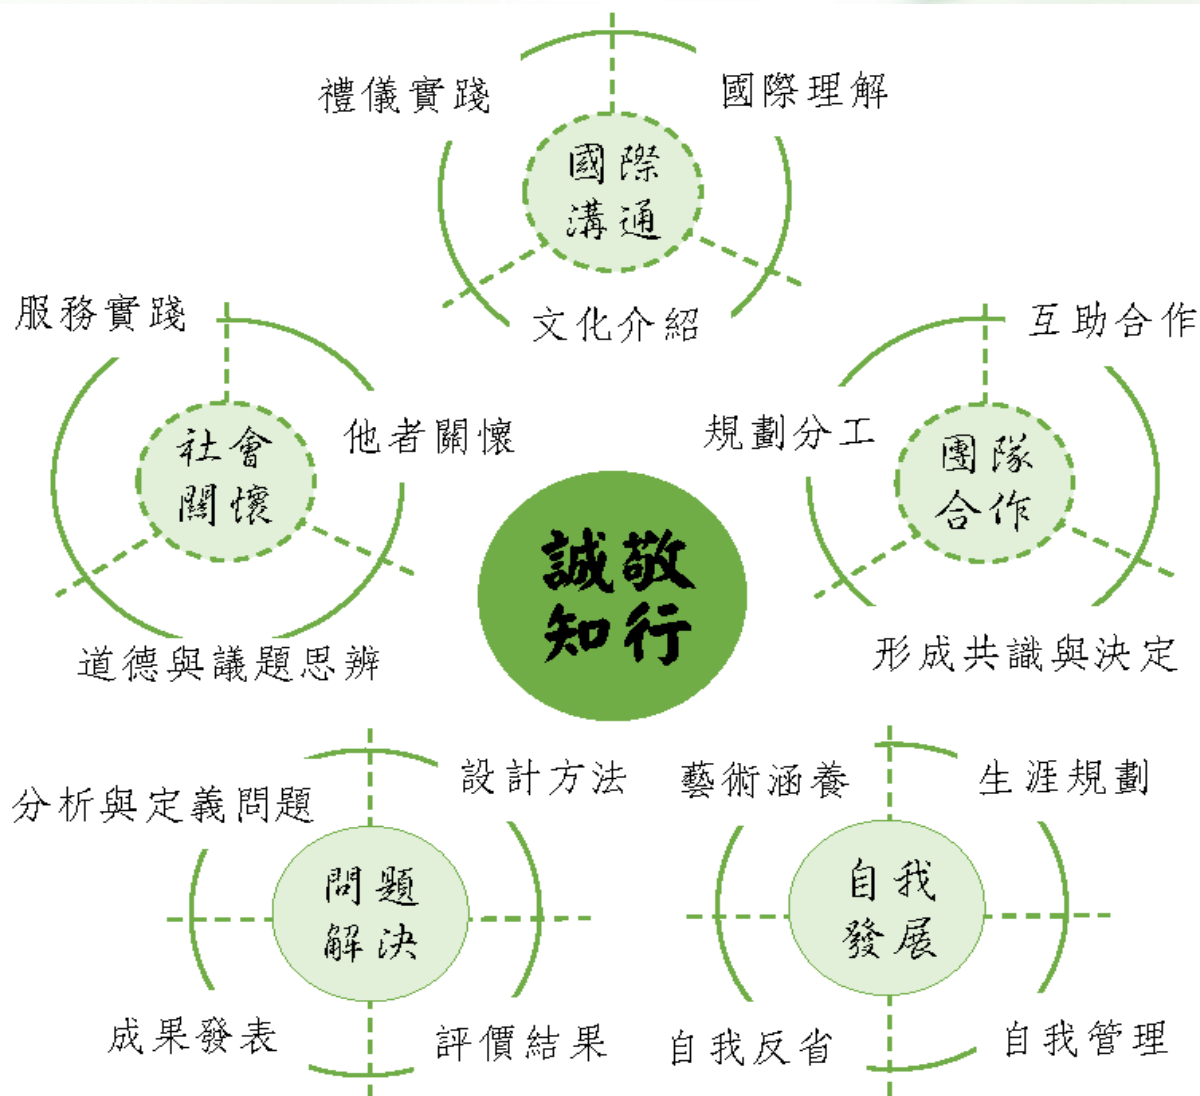 禮儀實踐
國際理解
國際
溝通
文化介紹
服務實踐
他者關懷
社會
關懷
道德與議題思辨
互助合作
規劃分工
團隊
合作
形成共識與決定
誠敬
知行
分析與定義問題
設計方法
問題
解決
成果發表
評價結果
藝術涵養
生涯規劃
自我
發展
自我反省
自我管理